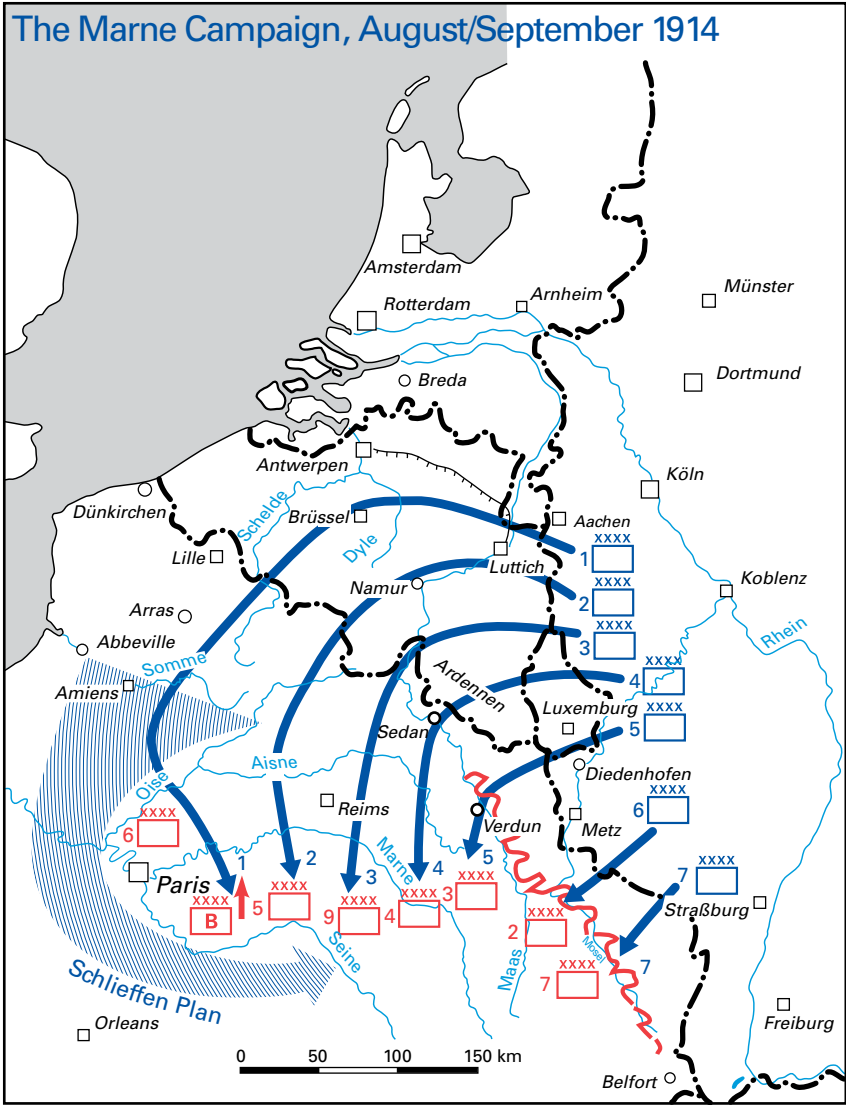 The Marne Campaign, August/September 1914
Amsterdam
Rotterdam
Arnheim
Münster
Breda
Dortmund
Antwerpen
Köln
Dünkirchen
Schelde
Brüssel
Dyle
Aachen
Lille
Luttich
XXXX
1
Namur
XXXX
2
Koblenz
Arras
XXXX
3
Rhein
Abbeville
Somme
Ardennen
XXXX
4
Amiens
Luxemburg
Sedan
XXXX
5
Aisne
Diedenhofen
Oise
Reims
XXXX
6
Verdun
Metz
XXXX
6
Marne
1
2
3
4
5
XXXX
7
Paris
XXXX
B
XXXX
5
XXXX
9
XXXX
4
XXXX
3
Straßburg
XXXX
2
Seine
Maas
Mosel
7
XXXX
7
Schlieffen Plan
Orleans
Freiburg
0 50 100 150 km
Belfort